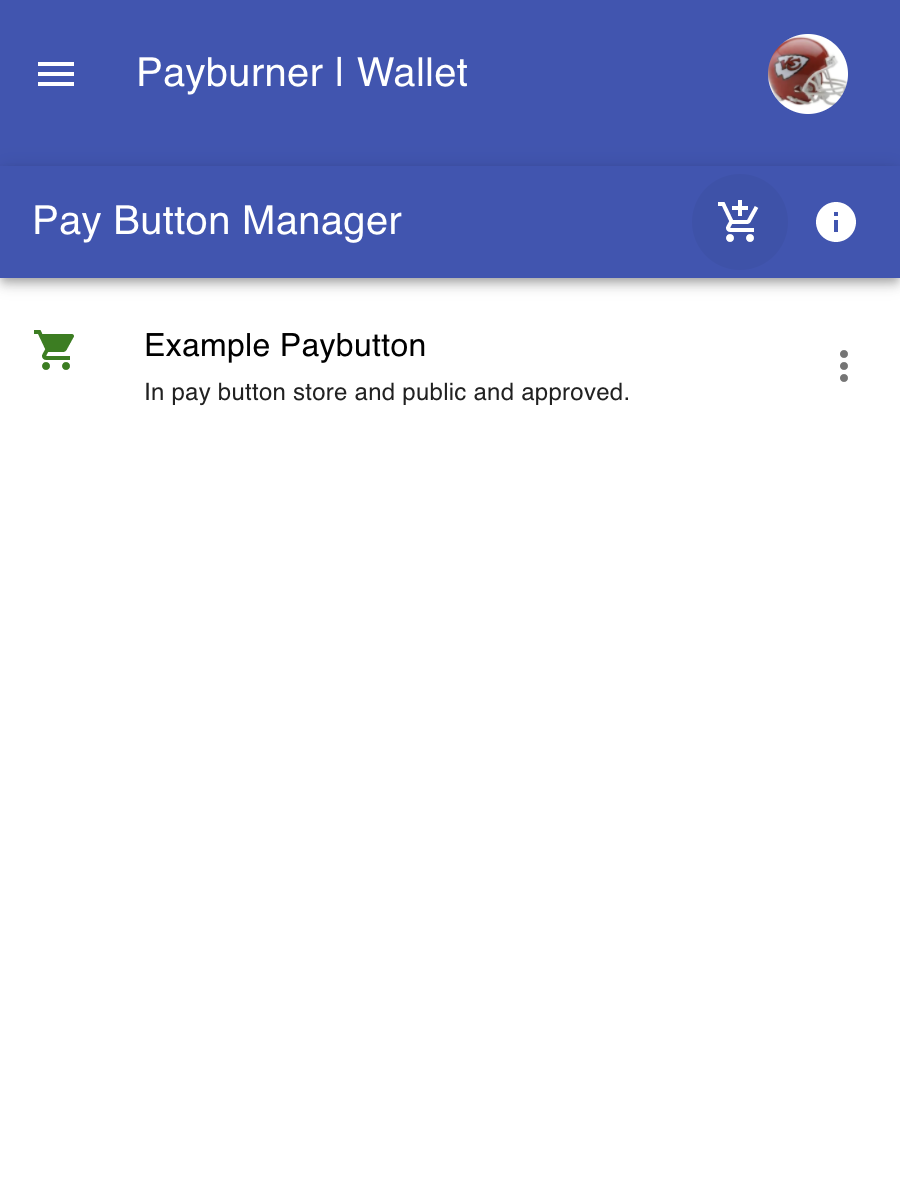 Payburner | Wallet
Pay Button Manager
Example Paybutton
In pay button store and public and approved.